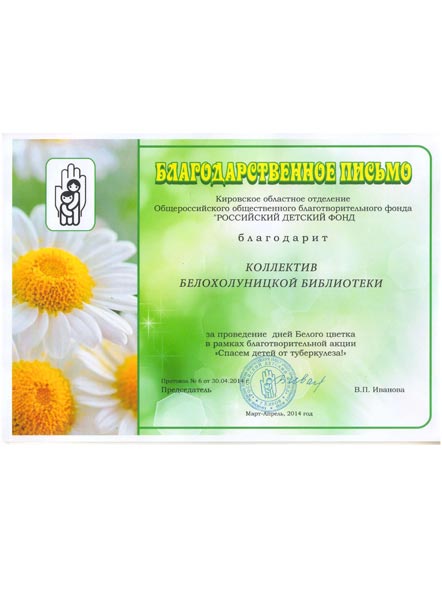 БЛАГОДАРСТВЕННОЕ ПИСЬМО
Кировское областное отделение
Общероссийского общественного благотворительного фонда
"РОССИЙСКИЙ ДЕТСКИЙ ФОНД
благодарит
КОЛЛЕКТИВ
БЕЛОХОЛУНИЦКОЙ БИБЛИОТЕКИ
за проведение дней Белого цветка
в рамках благотворительной акции
«Спасем детей от туберкулеза!»
Протокол № 6 от 30.04.2014 г
Председатель В.П. Иванова
Март-Апрель, 2014 год